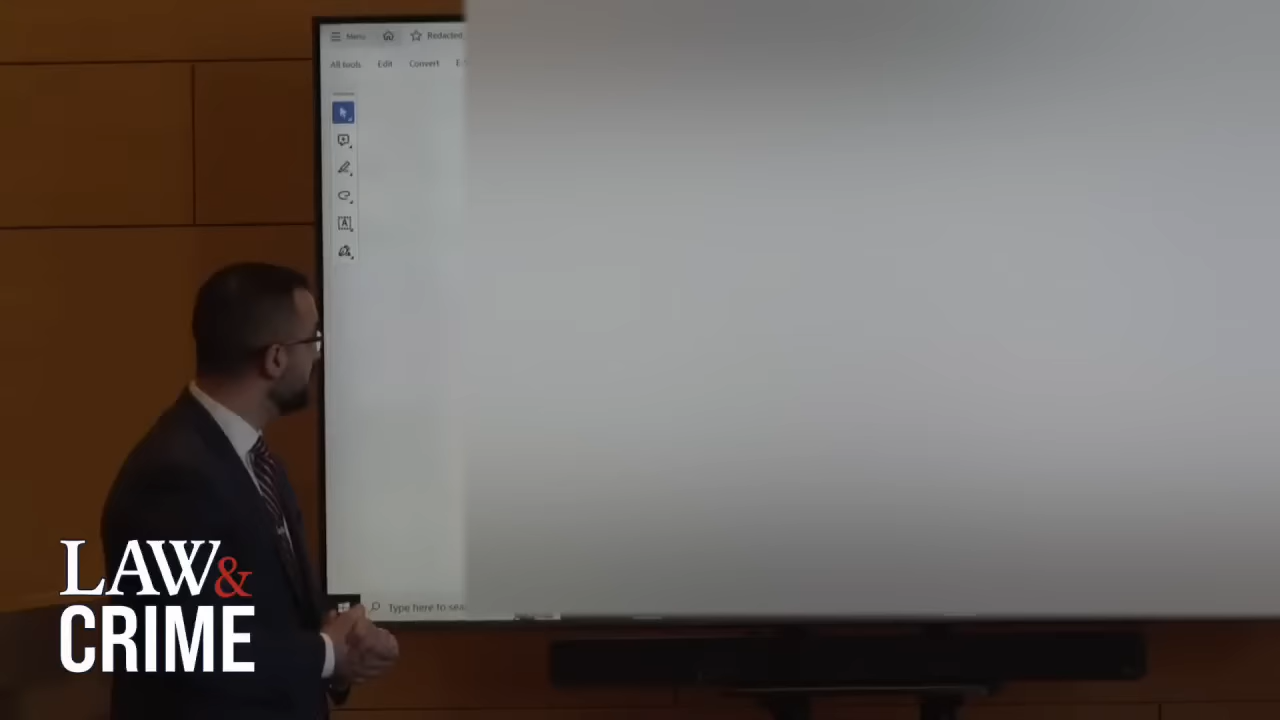 Menu Redacted
All tools Edit Convert E
A
Type here to sea
LAW&
CRIME